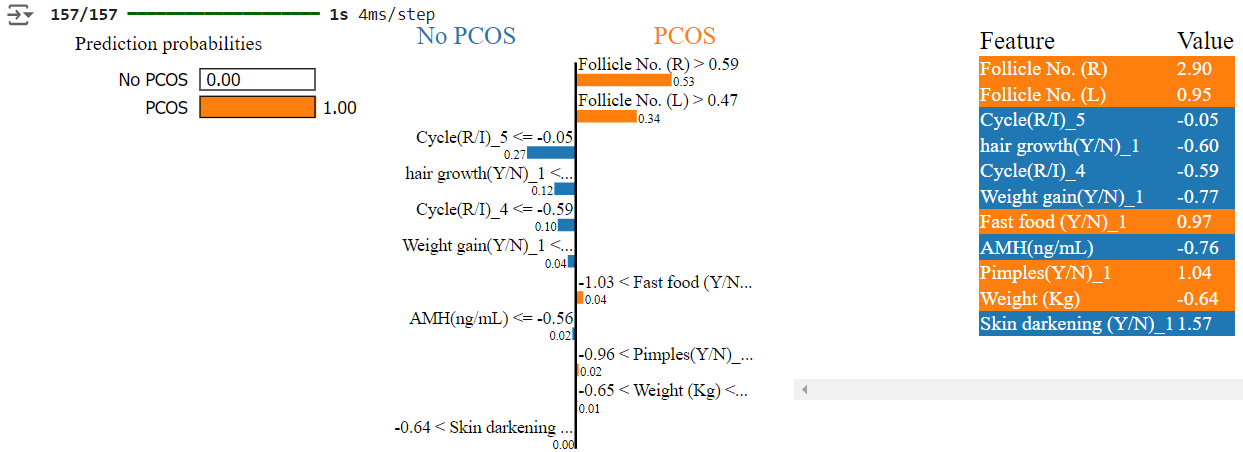 157/157 1s 4ms/step
Prediction probabilities
No PCOS 0.00
PCOS 1.00
No PCOS PCOS
Follicle No. (R) > 0.59
0.53
Follicle No. (L) > 0.47
0.34
Cycle(R/I)_5 <= -0.05
0.27
hair growth(Y/N)_1 <...
0.12
Cycle(R/I)_4 <= -0.59
0.10
Weight gain(Y/N)_1 <...
0.04
-1.03 < Fast food (Y/N...
0.04
AMH(ng/mL) <= -0.56
0.02
-0.96 < Pimples(Y/N)_...
0.02
-0.65 < Weight (Kg) <...
0.01
-0.64 < Skin darkening ...
0.00
Feature Value
Follicle No. (R) 2.90
Follicle No. (L) 0.95
Cycle(R/I)_5 -0.05
hair growth(Y/N)_1 -0.60
Cycle(R/I)_4 -0.59
Weight gain(Y/N)_1 -0.77
Fast food (Y/N)_1 0.97
AMH(ng/mL) -0.76
Pimples(Y/N)_1 1.04
Weight (Kg) -0.64
Skin darkening (Y/N)_1 1.57